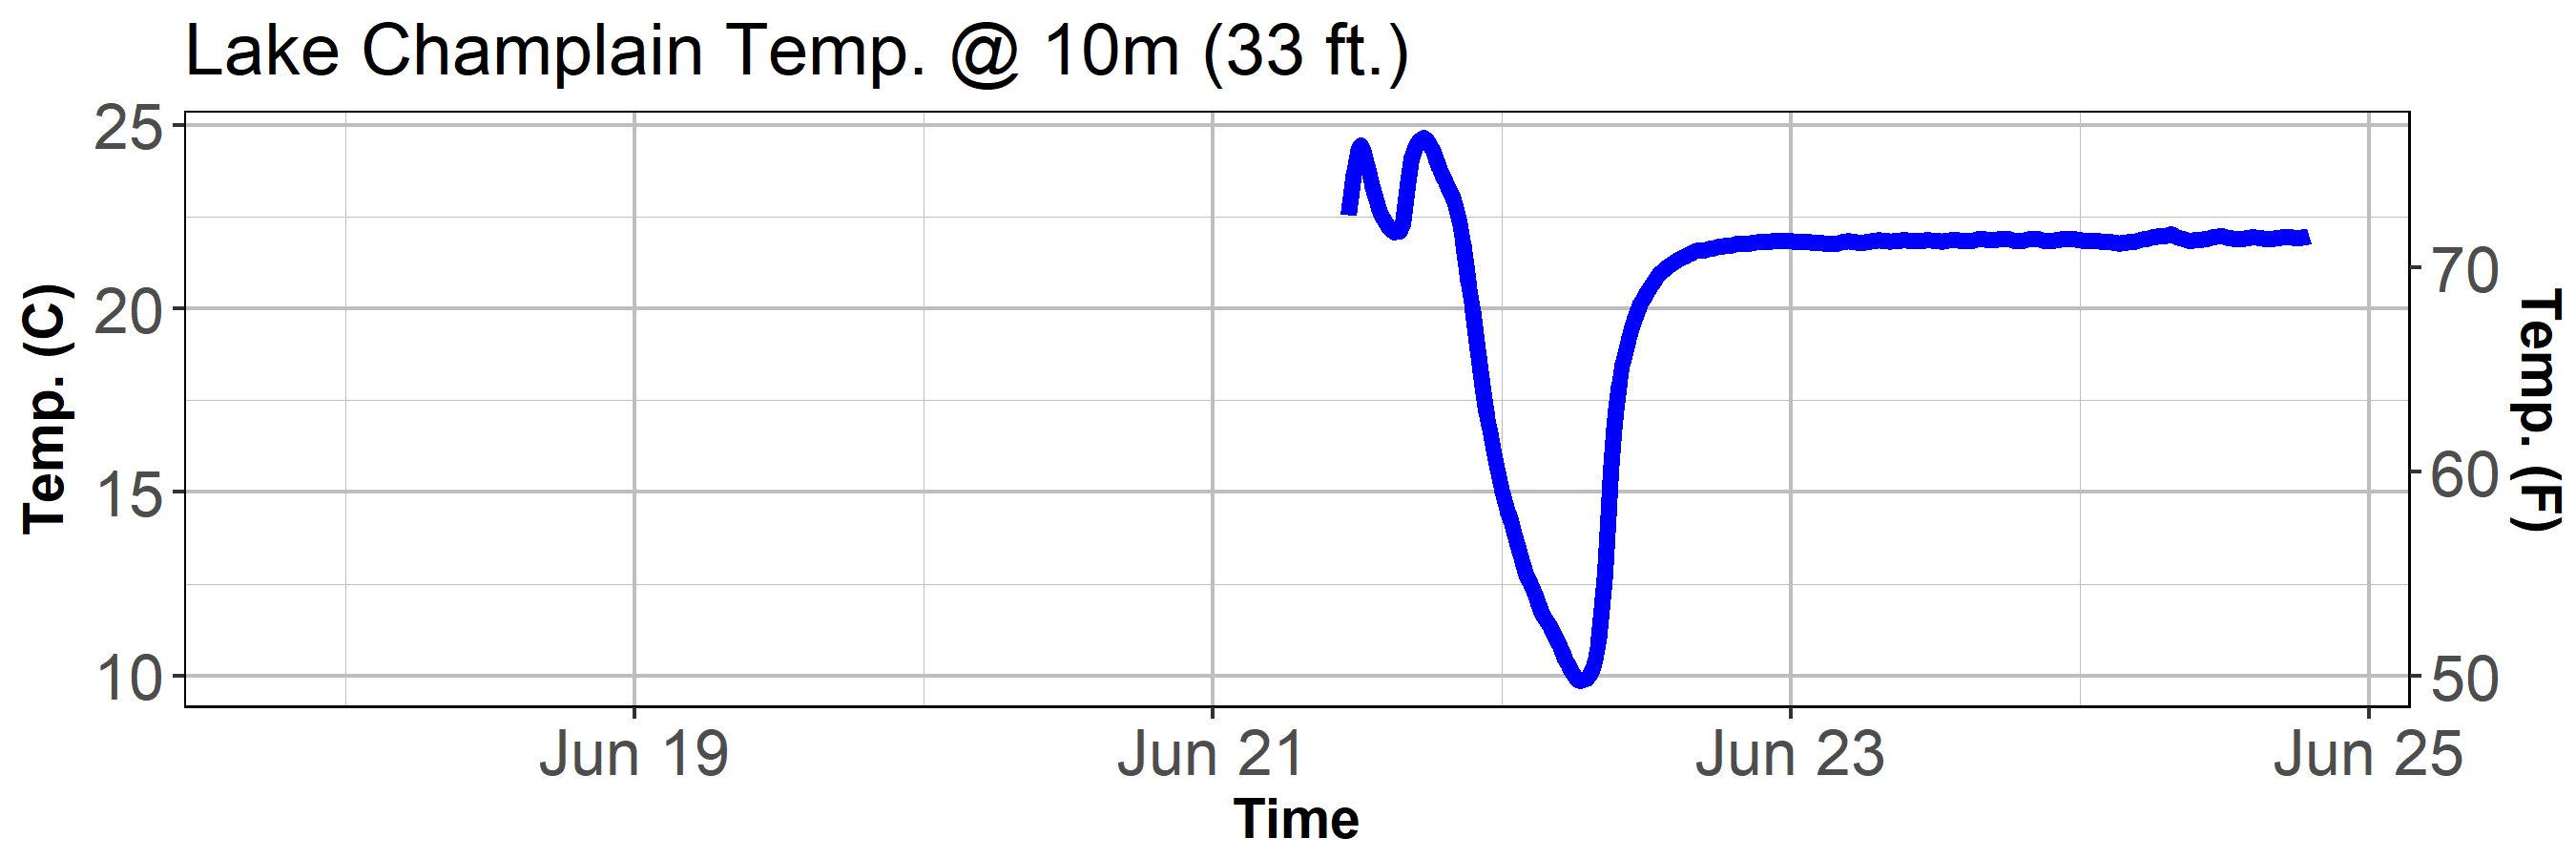 Lake Champlain Temp. @ 10m (33 ft.)
Temp. (C)
25
20
15
10
70
60
50
Temp. (F)
Jun 19 Jun 21 Jun 23 Jun 25
Time